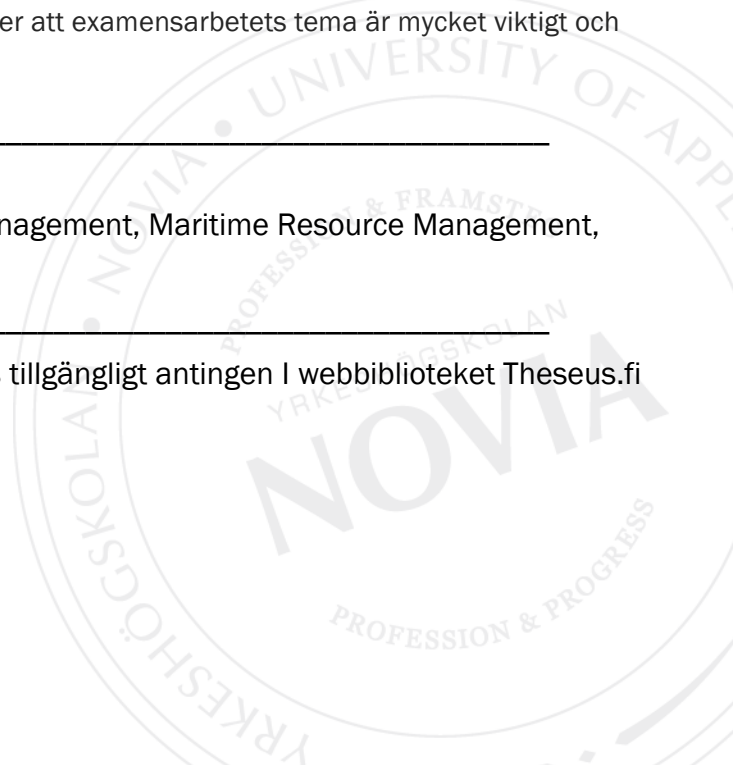 er att examensarbetets tema är mycket viktigt och
nagement, Maritime Resource Management,
tillgängligt antingen I webbiblioteket Theseus.fi
NOVIA • UNIVERSITY OF
YRKESHÖGSKOLAN
PROFESSION & FRAMSTEG
YRKESHÖGSKOLAN
NOVIA
PROFESSION & PROGRESS